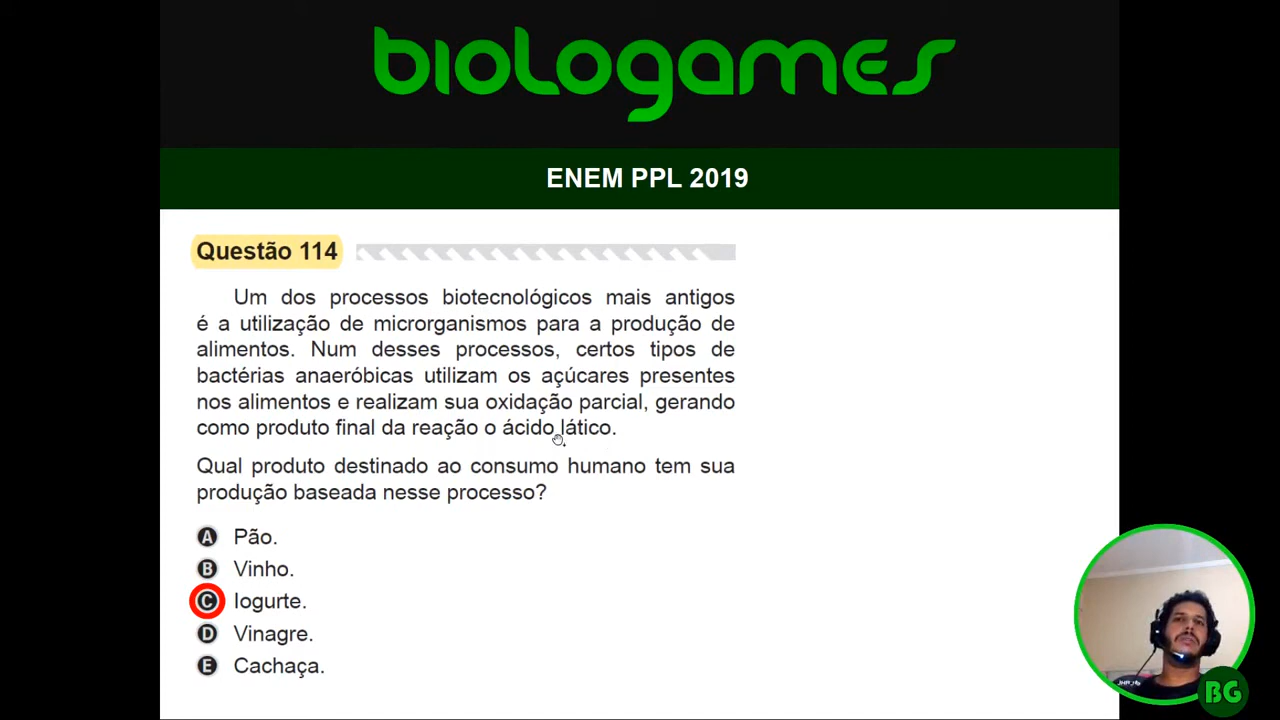 biologames
ENEM PPL 2019
Questão 114
Um dos processos biotecnológicos mais antigos
é a utilização de microrganismos para a produção de
alimentos. Num desses processos, certos tipos de
bactérias anaeróbicas utilizam os açúcares presentes
nos alimentos e realizam sua oxidação parcial, gerando
como produto final da reação o ácido lático.
Qual produto destinado ao consumo humano tem sua
produção baseada nesse processo?
A Pão.
B Vinho.
C Iogurte.
D Vinagre.
E Cachaça.
BG